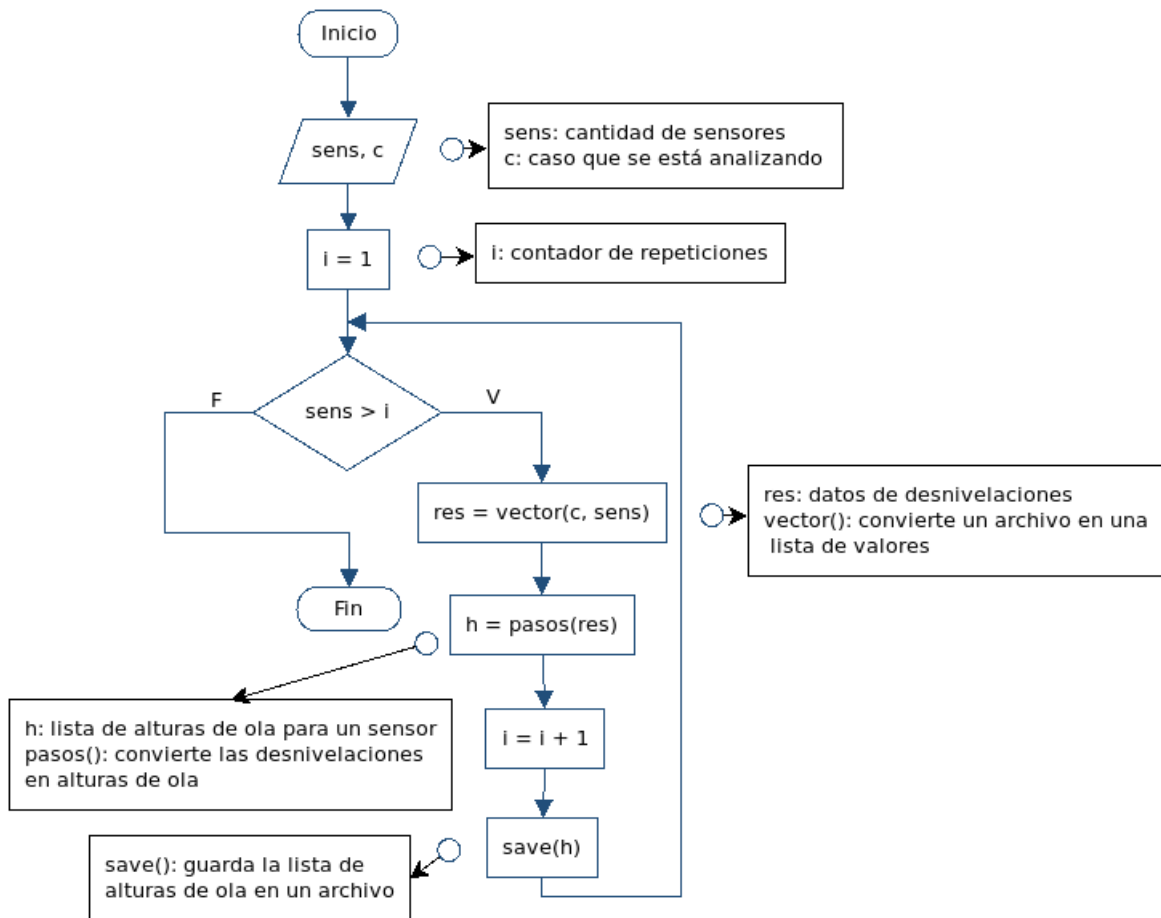 Inicio
sens, c
sens: cantidad de sensores
c: caso que se está analizando
i = 1
i: contador de repeticiones
sens > i
F
V
res = vector(c, sens)
res: datos de desnivelaciones
vector(): convierte un archivo en una
lista de valores
Fin
h = pasos(res)
h: lista de alturas de ola para un sensor
pasos(): convierte las desnivelaciones
en alturas de ola
i = i + 1
save(h)
save(): guarda la lista de
alturas de ola en un archivo